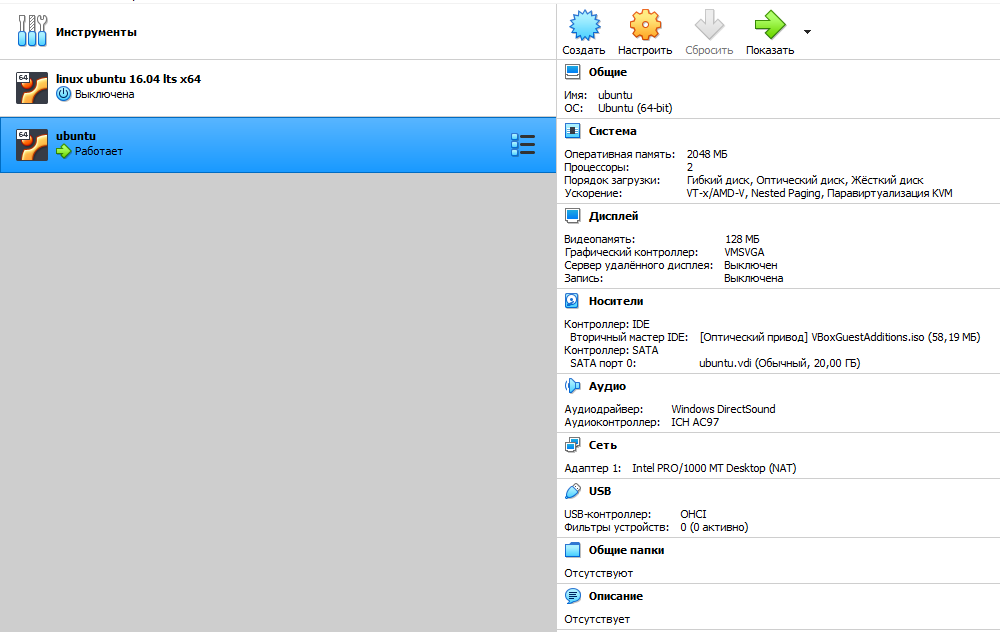 Инструменты
64
linux ubuntu 16.04 lts x64
Выключена
64
ubuntu
Работает
Создать Настроить Сбросить Показать
Общие
Имя: ubuntu
ОС: Ubuntu (64-bit)
Система
Оперативная память: 2048 МБ
Процессоры: 2
Порядок загрузки: Гибкий диск, Оптический диск, Жёсткий диск
Ускорение: VT-x/AMD-V, Nested Paging, Паравиртуализация KVM
Дисплей
Видеопамять: 128 МБ
Графический контроллер: VMSVGA
Сервер удалённого дисплея: Выключен
Запись: Выключена
Носители
Контроллер: IDE
Вторичный мастер IDE: [Оптический привод] VBoxGuestAdditions.iso (58,19 МБ)
Контроллер: SATA
SATA порт 0: ubuntu.vdi (Обычный, 20,00 ГБ)
Аудио
Аудиодрайвер: Windows DirectSound
Аудиоконтроллер: ICH AC97
Сеть
Адаптер 1: Intel PRO/1000 MT Desktop (NAT)
USB
USB-контроллер: OHCI
Фильтры устройств: 0 (0 активно)
Общие папки
Отсутствуют
Описание
Отсутствует